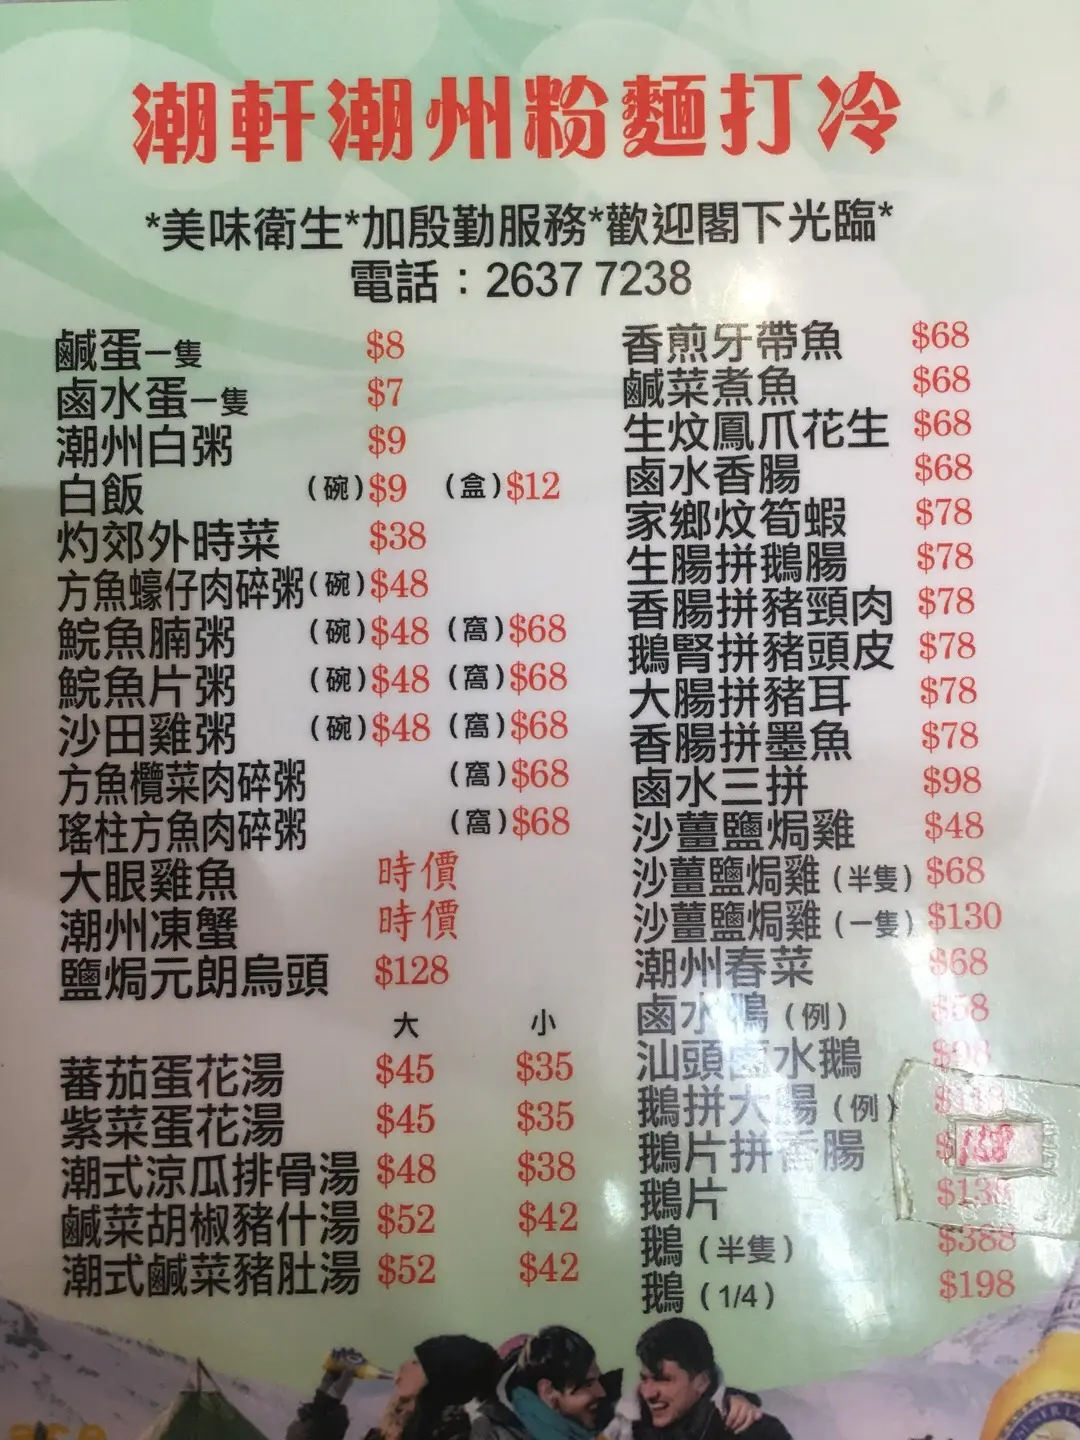 潮軒潮州粉麵打冷
*美味衛生*加殷勤服務*歡迎閣下光臨*
電話：2637 7238
鹹蛋一隻 $8
鹵水蛋一隻 $7
潮州白粥 $9
白飯 (碗)$9 (盒)$12
灼郊外時菜 $38
方魚蠔仔肉碎粥(碗)$48
鯇魚腩粥 (碗)$48 (窩)$68
鯇魚片粥 (碗)$48 (窩)$68
沙田雞粥 (碗)$48 (窩)$68
方魚欖菜肉碎粥 (窩)$68
瑤柱方魚肉碎粥 (窩)$68
大眼雞魚 時價
潮州凍蟹 時價
鹽焗元朗烏頭 $128
大 小
蕃茄蛋花湯 $45 $35
紫菜蛋花湯 $45 $35
潮式涼瓜排骨湯 $48 $38
鹹菜胡椒豬什湯 $52 $42
潮式鹹菜豬肚湯 $52 $42
香煎牙帶魚 $68
鹹菜煮魚 $68
生炆鳳爪花生 $68
鹵水香腸 $68
家鄉炆筍蝦 $78
生腸拼鵝腸 $78
香腸拼豬頸肉 $78
鵝腎拼豬頭皮 $78
大腸拼豬耳 $78
香腸拼墨魚 $78
鹵水三拼 $98
沙薑鹽焗雞 $48
沙薑鹽焗雞 (半隻) $68
沙薑鹽焗雞 (一隻) $130
潮州春菜 $68
鹵水鵝 (例) $58
汕頭鹵水鵝 $98
鵝拼大腸 (例)
鵝片拼香腸
鵝片 $138
鵝 (半隻) $388
鵝 (1/4) $198